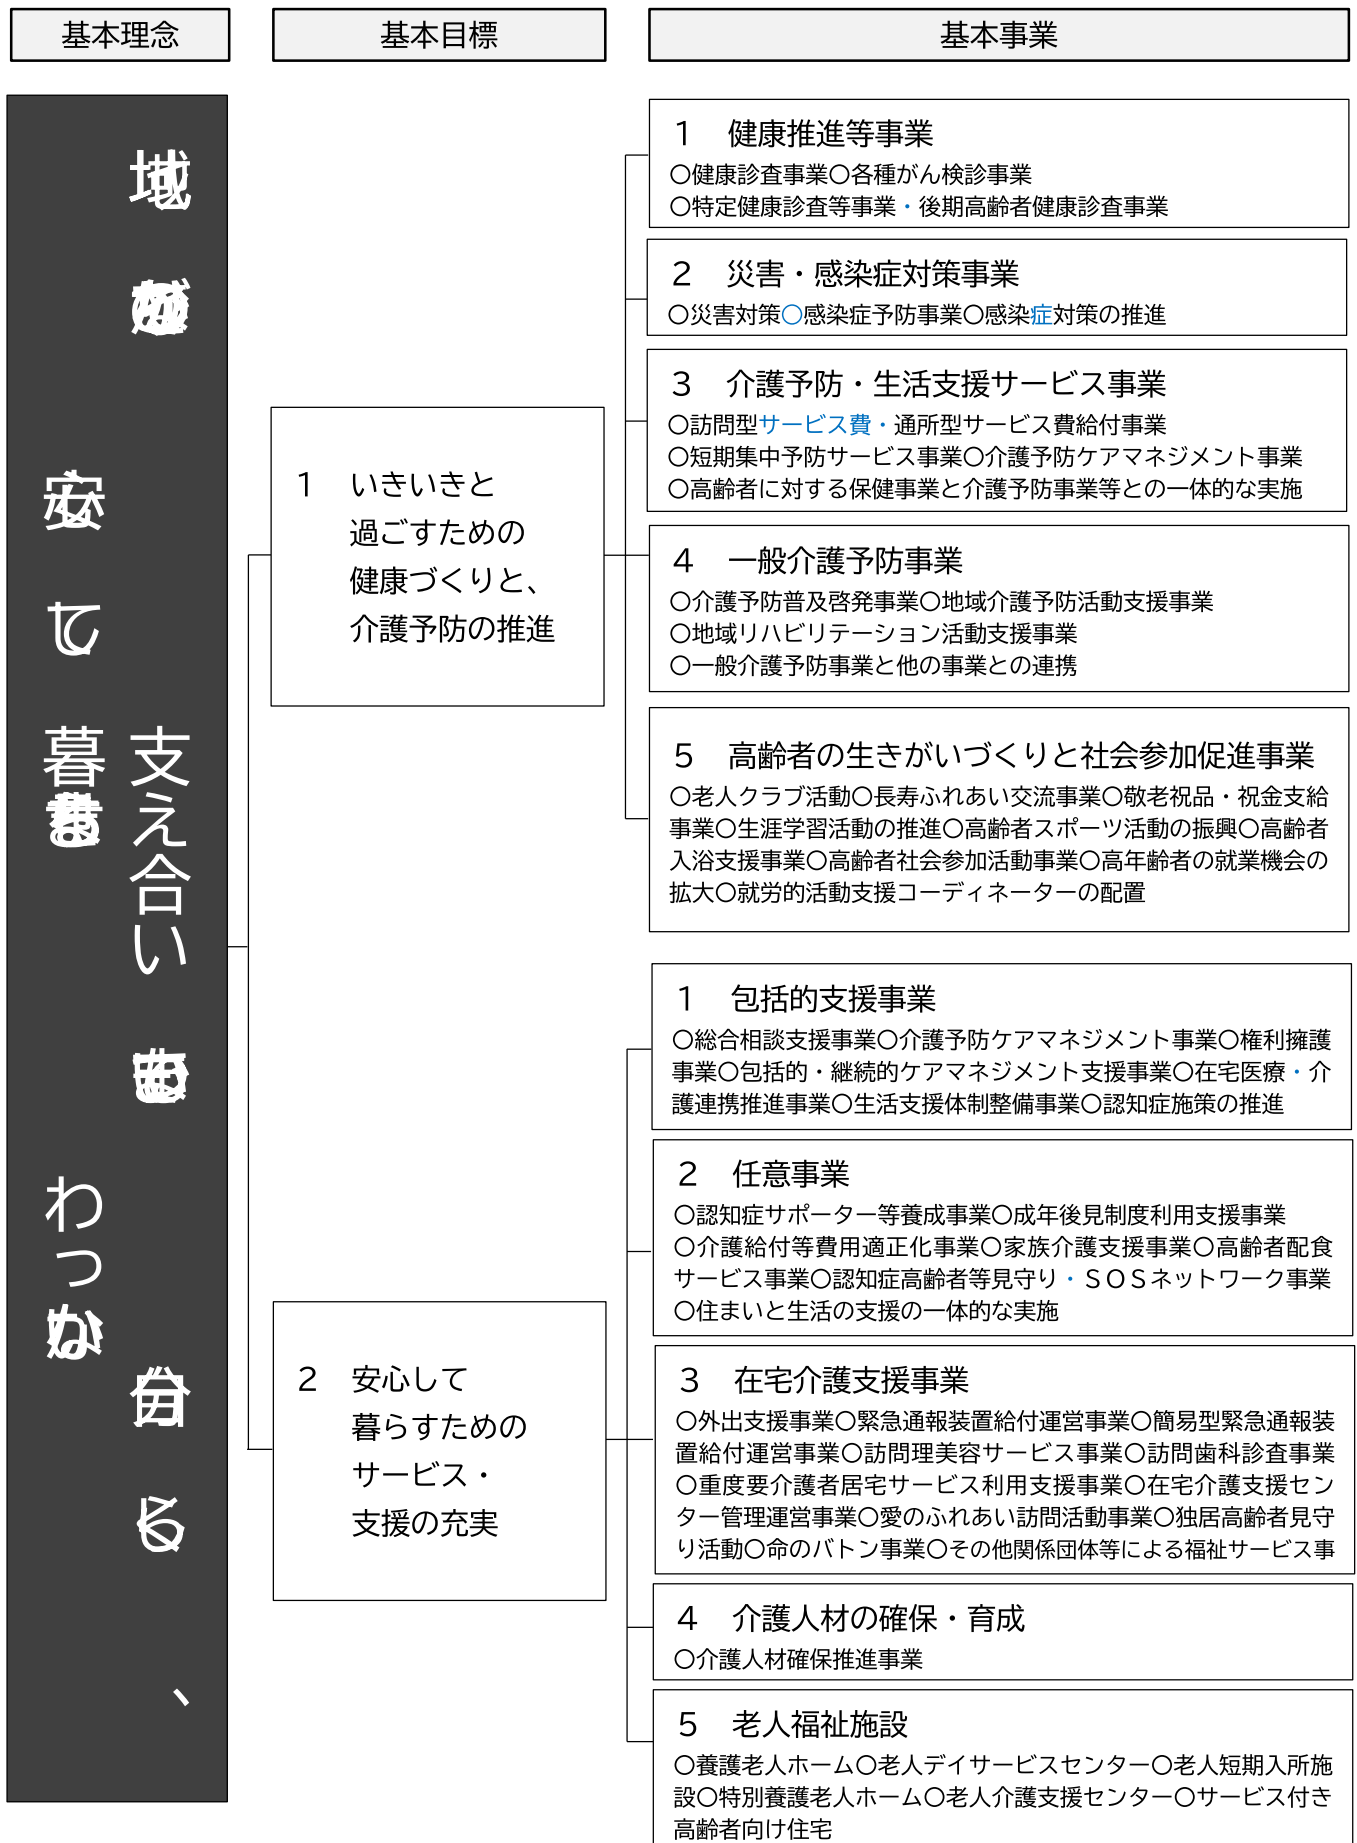 基本理念
基本目標
基本事業
支え合い
暮
わっか
、
1 いきいきと
過ごすための
健康づくりと、
介護予防の推進
1 健康推進等事業
○健康診査事業○各種がん検診事業
○特定健康診査等事業・後期高齢者健康診査事業
2 災害・感染症対策事業
○災害対策○感染症予防事業○感染症対策の推進
3 介護予防・生活支援サービス事業
○訪問型サービス費・通所型サービス費給付事業
○短期集中予防サービス事業○介護予防ケアマネジメント事業
○高齢者に対する保健事業と介護予防事業等との一体的な実施
4 一般介護予防事業
○介護予防普及啓発事業○地域介護予防活動支援事業
○地域リハビリテーション活動支援事業
○一般介護予防事業と他の事業との連携
5 高齢者の生きがいづくりと社会参加促進事業
○老人クラブ活動○長寿ふれあい交流事業○敬老祝品・祝金支給
事業○生涯学習活動の推進○高齢者スポーツ活動の振興○高齢者
入浴支援事業○高齢者社会参加活動事業○高年齢者の就業機会の
拡大○就労的活動支援コーディネーターの配置
2 安心して
暮らすための
サービス・
支援の充実
1 包括的支援事業
○総合相談支援事業○介護予防ケアマネジメント事業○権利擁護
事業○包括的・継続的ケアマネジメント支援事業○在宅医療・介
護連携推進事業○生活支援体制整備事業○認知症施策の推進
2 任意事業
○認知症サポーター等養成事業○成年後見制度利用支援事業
○介護給付等費用適正化事業○家族介護支援事業○高齢者配食
サービス事業○認知症高齢者等見守り・ＳＯＳネットワーク事業
○住まいと生活の支援の一体的な実施
3 在宅介護支援事業
○外出支援事業○緊急通報装置給付運営事業○簡易型緊急通報装
置給付運営事業○訪問理美容サービス事業○訪問歯科診査事業
○重度要介護者居宅サービス利用支援事業○在宅介護支援セン
ター管理運営事業○愛のふれあい訪問活動事業○独居高齢者見守
り活動○命のバトン事業○その他関係団体等による福祉サービス事
4 介護人材の確保・育成
○介護人材確保推進事業
5 老人福祉施設
○養護老人ホーム○老人デイサービスセンター○老人短期入所施
設○特別養護老人ホーム○老人介護支援センター○サービス付き
高齢者向け住宅